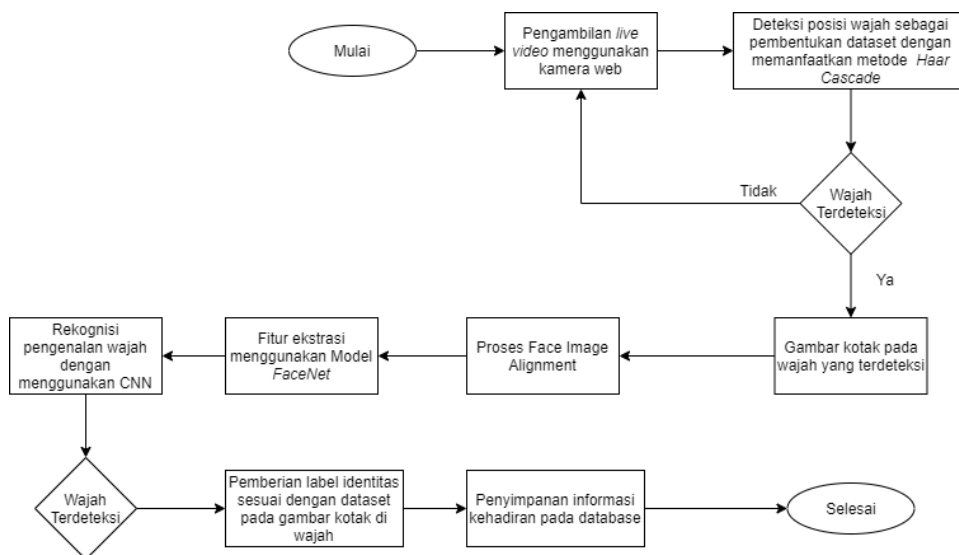 Mulai
Pengambilan live
video menggunakan
kamera web
Deteksi posisi wajah sebagai
pembentukan dataset dengan
memanfaatkan metode Haar
Cascade
Tidak
Wajah
Terdeteksi
Ya
Gambar kotak pada
wajah yang terdeteksi
Proses Face Image
Alignment
Fitur ekstrasi
menggunakan Model
FaceNet
Rekognisi
pengenalan wajah
dengan
menggunakan CNN
Wajah
Terdeteksi
Pemberian label identitas
sesuai dengan dataset
pada gambar kotak di
wajah
Penyimpanan informasi
kehadiran pada database
Selesai